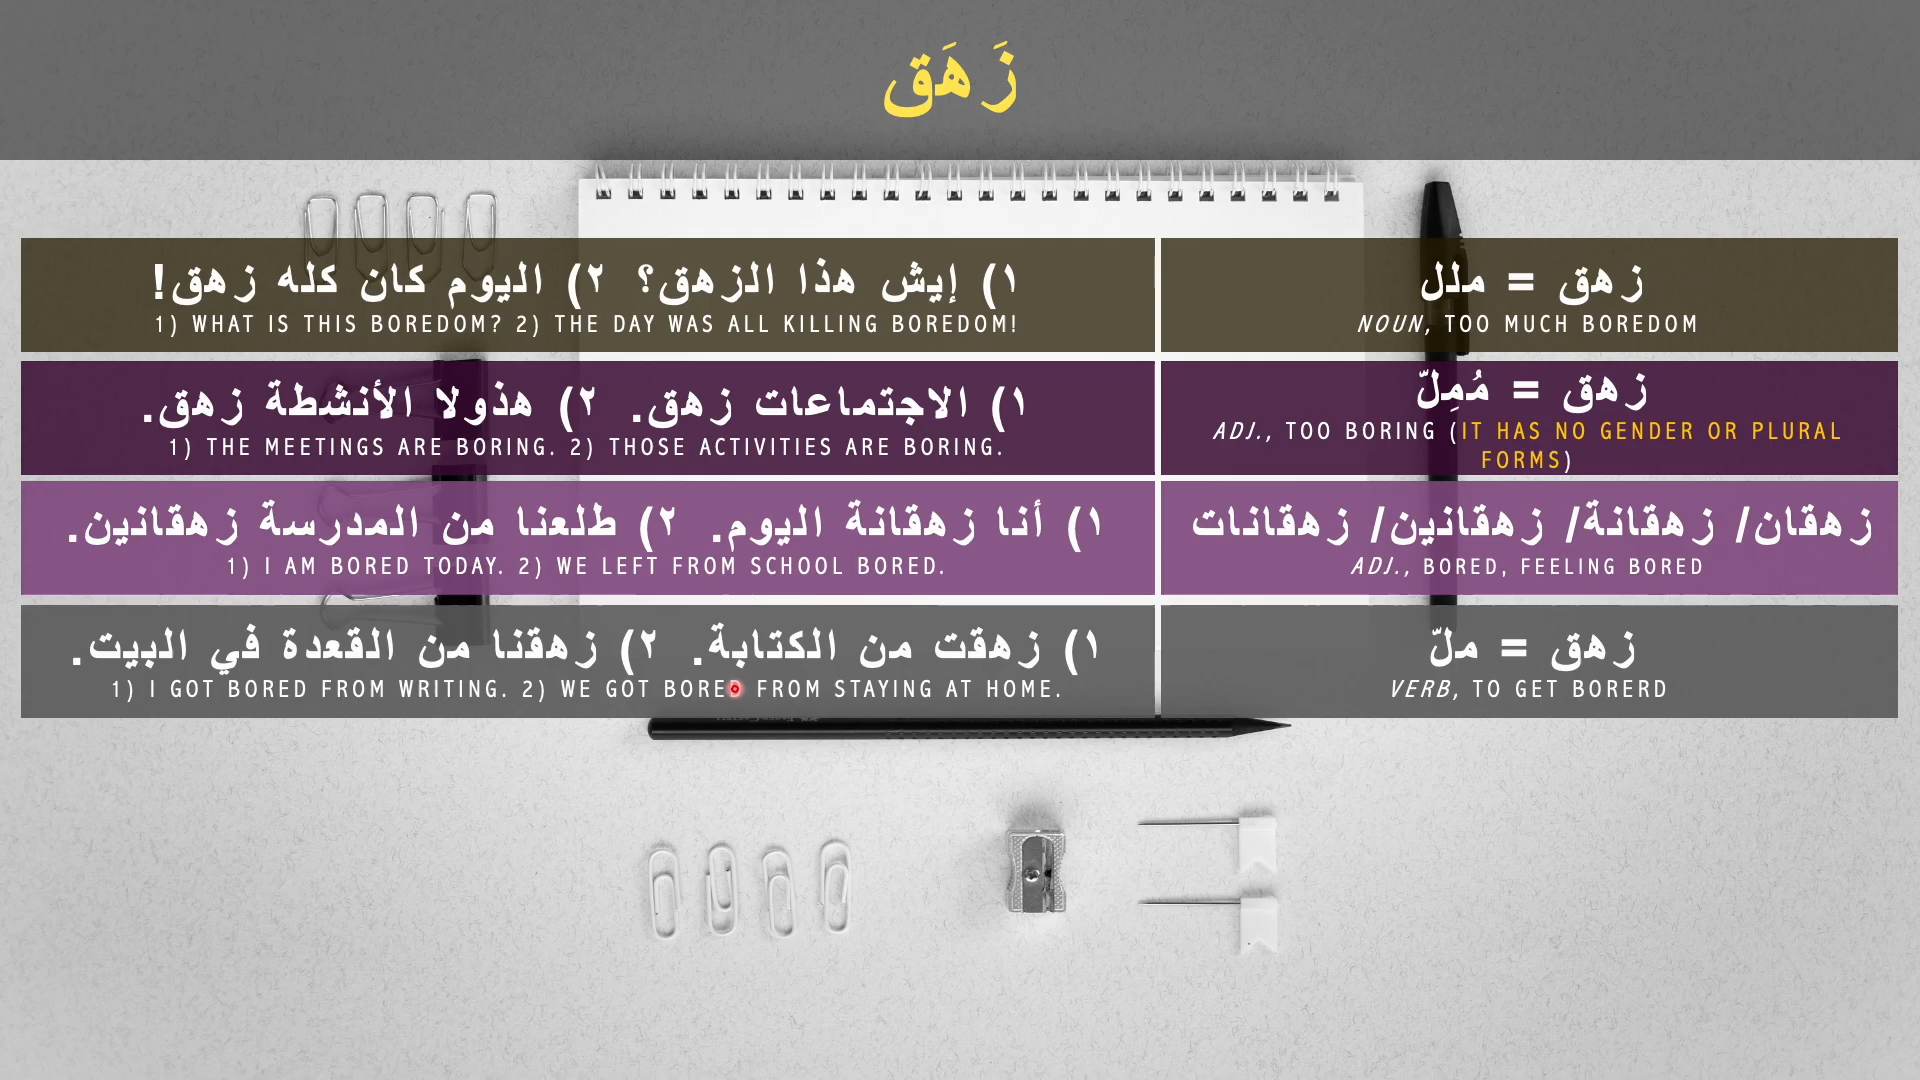 زَهَق
زهق = ملل
NOUN, TOO MUCH BOREDOM
١) إيش هذا الزهق؟ ٢) اليوم كان كله زهق!
1) WHAT IS THIS BOREDOM? 2) THE DAY WAS ALL KILLING BOREDOM!
زهق = مُمِلّ
ADJ., TOO BORING (IT HAS NO GENDER OR PLURAL
FORMS)
١) الاجتماعات زهق. ٢) هذولا الأنشطة زهق.
1) THE MEETINGS ARE BORING. 2) THOSE ACTIVITIES ARE BORING.
زهقان/ زهقانة/ زهقانين/ زهقانات
ADJ., BORED, FEELING BORED
١) أنا زهقانة اليوم. ٢) طلعنا من المدرسة زهقانين.
1) I AM BORED TODAY. 2) WE LEFT FROM SCHOOL BORED.
زهق = ملّ
VERB, TO GET BORERD
١) زهقت من الكتابة. ٢) زهقنا من القعدة في البيت.
1) I GOT BORED FROM WRITING. 2) WE GOT BORED FROM STAYING AT HOME.